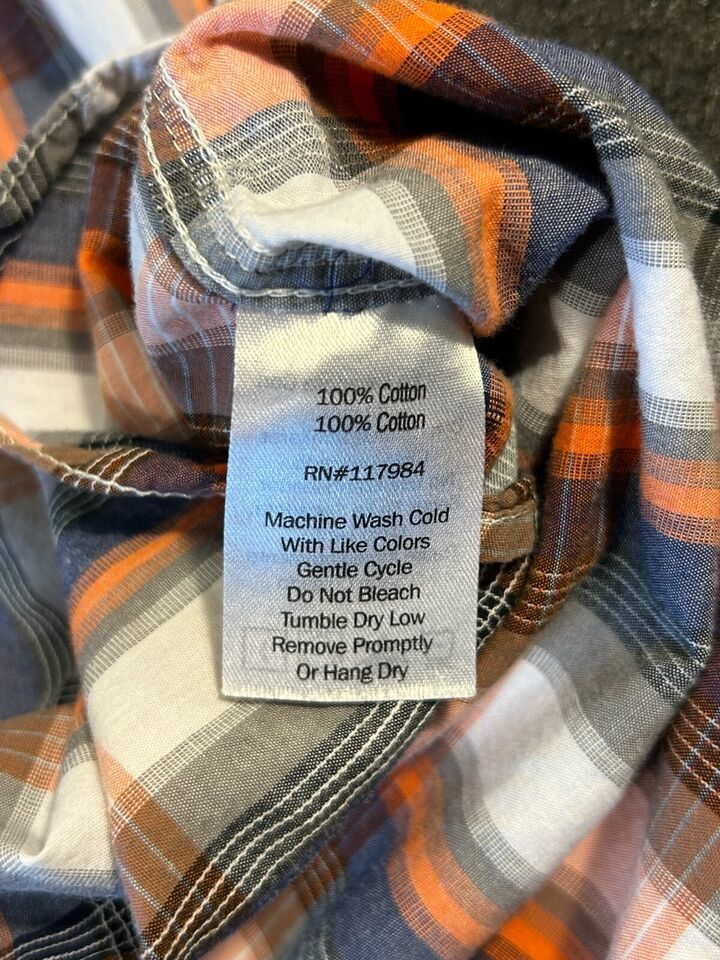 100% Cotton
100% Cotton
RN#117984
Machine Wash Cold
With Like Colors
Gentle Cycle
Do Not Bleach
Tumble Dry Low
Remove Promptly
Or Hang Dry